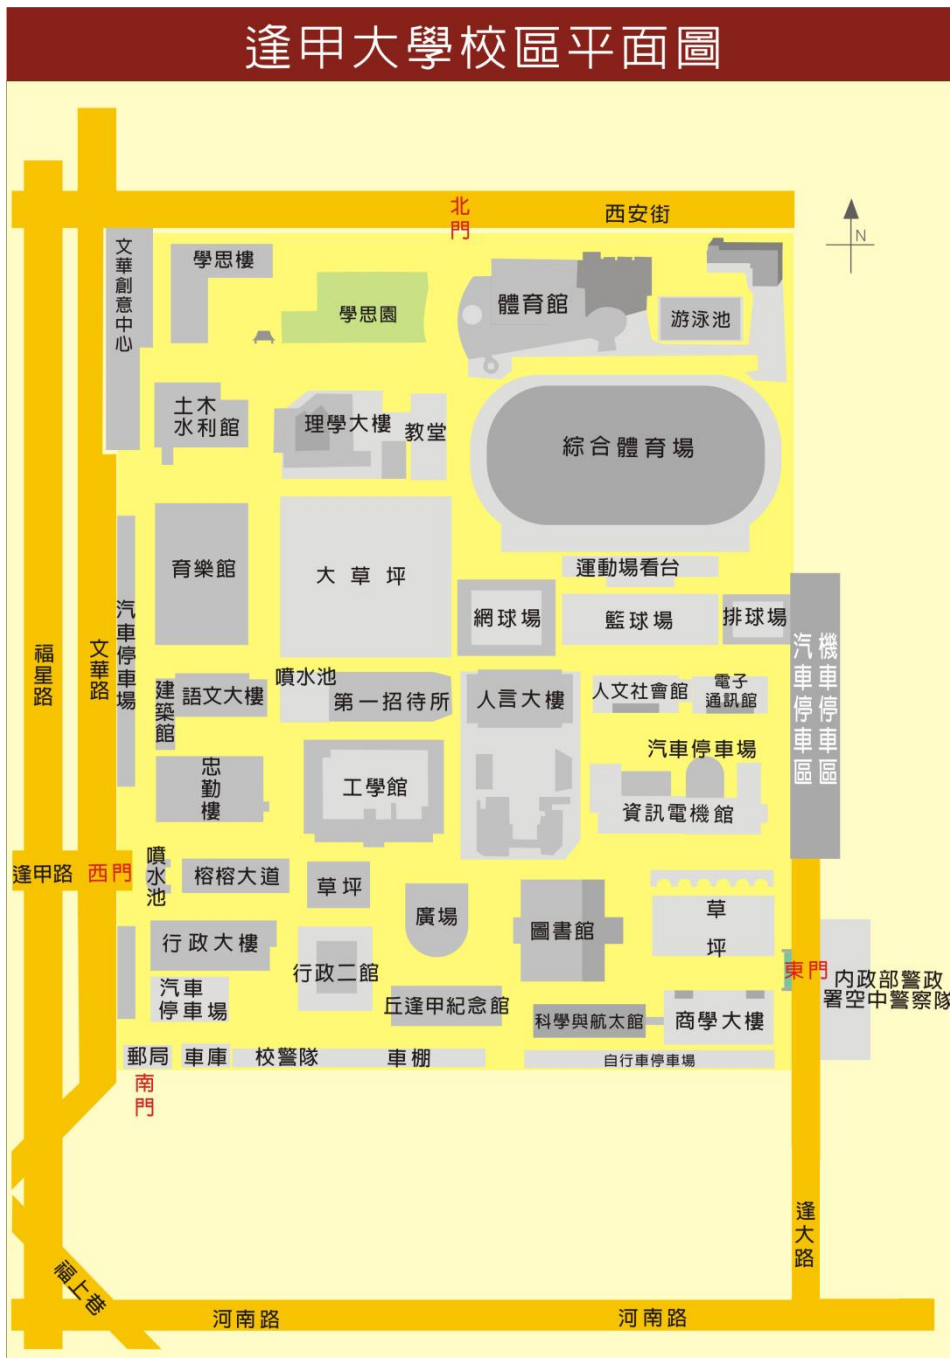 逢甲大學校區平面圖
北門
西安街
N
文華創意中心
學思樓
學思園
體育館
游泳池
土木
水利館
理學大樓
教堂
綜合體育場
育樂館
大草坪
運動場看台
網球場
籃球場
排球場
汽車停車場
福星路
文華路
機車停車區
汽車停車區
建築館
語文大樓
噴水池
第一招待所
人言大樓
人文社會館
電子
通訊館
忠勤樓
工學館
汽車停車場
資訊電機館
逢甲路
西門
噴水池
榕榕大道
草坪
廣場
圖書館
草坪
行政大樓
行政二館
東門
內政部警政
署空中警察隊
汽車
停車場
丘逢甲紀念館
科學與航太館
商學大樓
郵局
車庫
校警隊
車棚
自行車停車場
南門
逢大路
福上巷
河南路
河南路